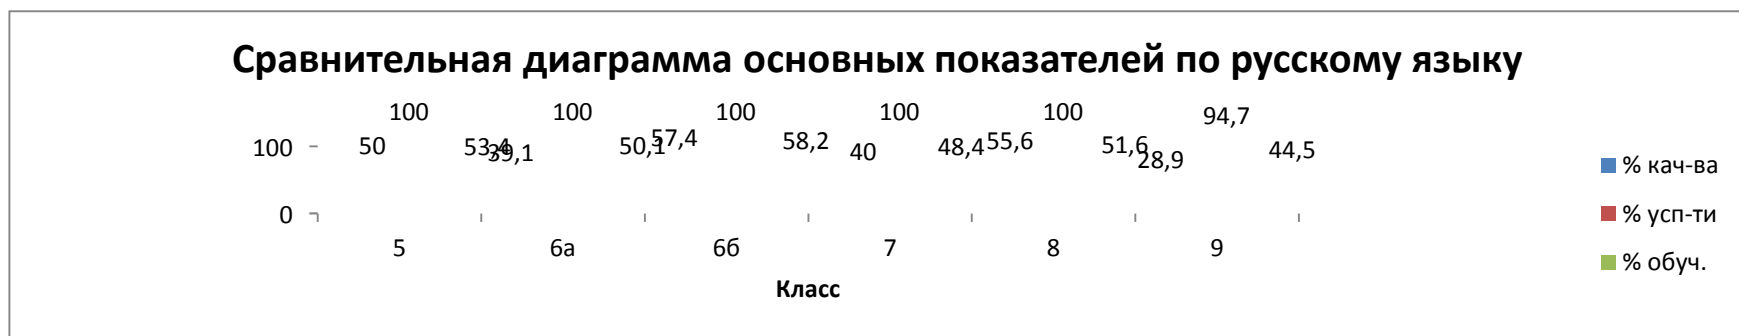 Сравнительная диаграмма основных показателей по русскому языку
100 100 100 100 100 94,7
100 50 53,4 39,1 50,1 57,4 58,2 40 48,4 55,6 51,6 28,9 44,5
0
5 6а 6б 7 8 9
Класс
% кач-ва
% усп-ти
% обуч.